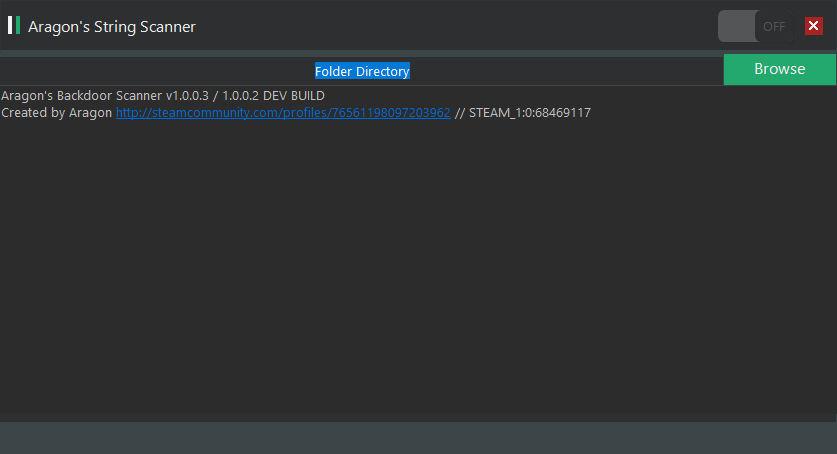 Aragon's String Scanner
OFF
Folder Directory
Browse
Aragon's Backdoor Scanner v1.0.0.3 / 1.0.0.2 DEV BUILD
Created by Aragon http://steamcommunity.com/profiles/76561198097203962 // STEAM_1:0:68469117